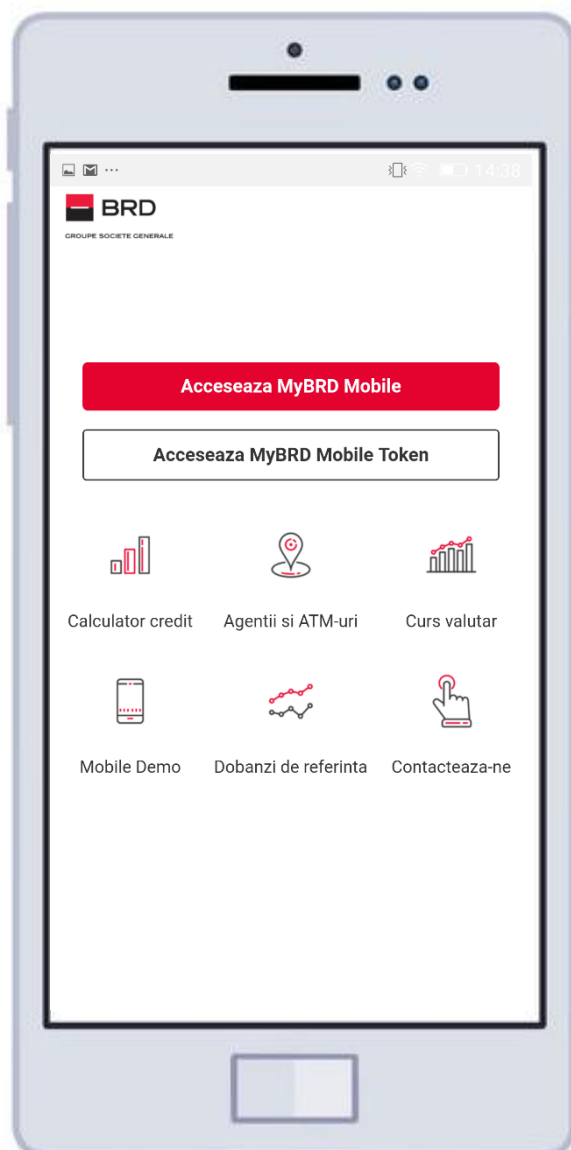 14:38
BRD
GROUPE SOCIETE GENERALE
Acceseaza MyBRD Mobile
Acceseaza MyBRD Mobile Token
Calculator credit
Agentii si ATM-uri
Curs valutar
Mobile Demo
Dobanzi de referinta
Contacteaza-ne